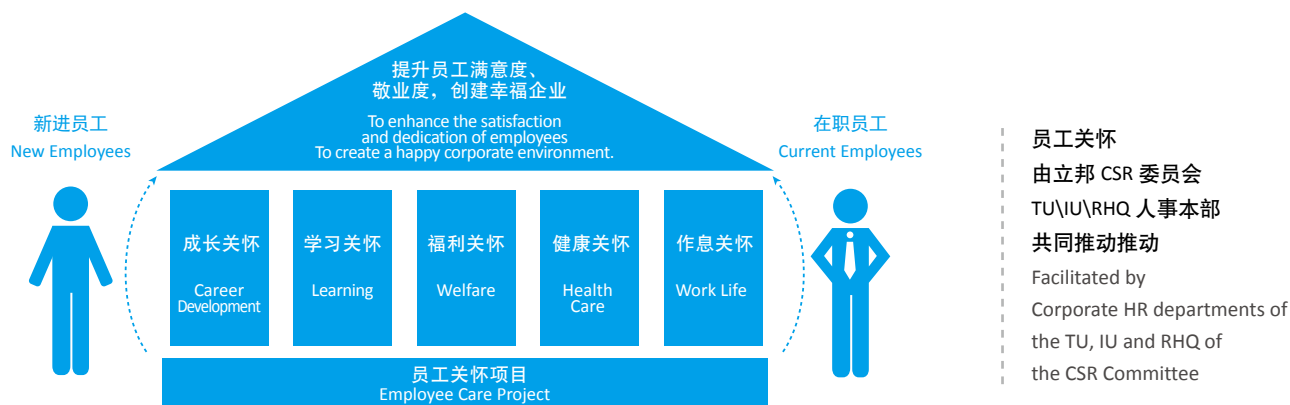 提升员工满意度、
敬业度，创建幸福企业
To enhance the satisfaction
and dedication of employees
To create a happy corporate environment.
新进员工
New Employees
在职员工
Current Employees
成长关怀
Career
Development
学习关怀
Learning
福利关怀
Welfare
健康关怀
Health
Care
作息关怀
Work Life
员工关怀项目
Employee Care Project
员工关怀
由立邦 CSR 委员会
TU\IU\RHQ 人事本部
共同推动推动
Facilitated by
Corporate HR departments of
the TU, IU and RHQ of
the CSR Committee